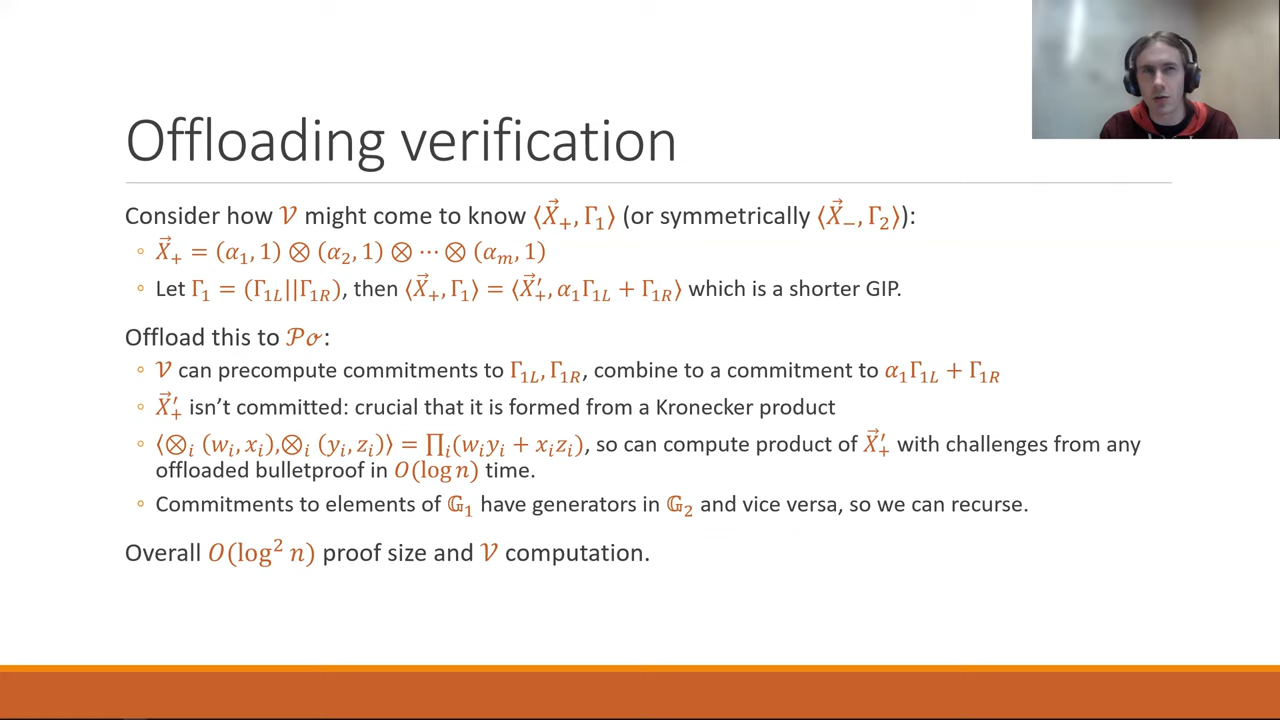 Offloading verification
Consider how 𝒱 might come to know ⟨X⃗₊, Γ₁⟩ (or symmetrically ⟨X⃗₋, Γ₂⟩):
◦ X⃗₊ = (α₁, 1) ⊗ (α₂, 1) ⊗ ⋯ ⊗ (αₘ, 1)
◦ Let Γ₁ = (Γ₁L||Γ₁R), then ⟨X⃗₊, Γ₁⟩ = ⟨X⃗₊′, α₁Γ₁L + Γ₁R⟩ which is a shorter GIP.
Offload this to 𝒫ℴ:
◦ 𝒱 can precompute commitments to Γ₁L, Γ₁R, combine to a commitment to α₁Γ₁L + Γ₁R
◦ X⃗₊′ isn't committed: crucial that it is formed from a Kronecker product
◦ ⟨⊗ᵢ (wᵢ, xᵢ),⊗ᵢ (yᵢ, zᵢ)⟩ = ∏ᵢ(wᵢyᵢ + xᵢzᵢ), so can compute product of X⃗₊′ with challenges from any
offloaded bulletproof in O(log n) time.
◦ Commitments to elements of 𝔾₁ have generators in 𝔾₂ and vice versa, so we can recurse.
Overall O(log² n) proof size and 𝒱 computation.